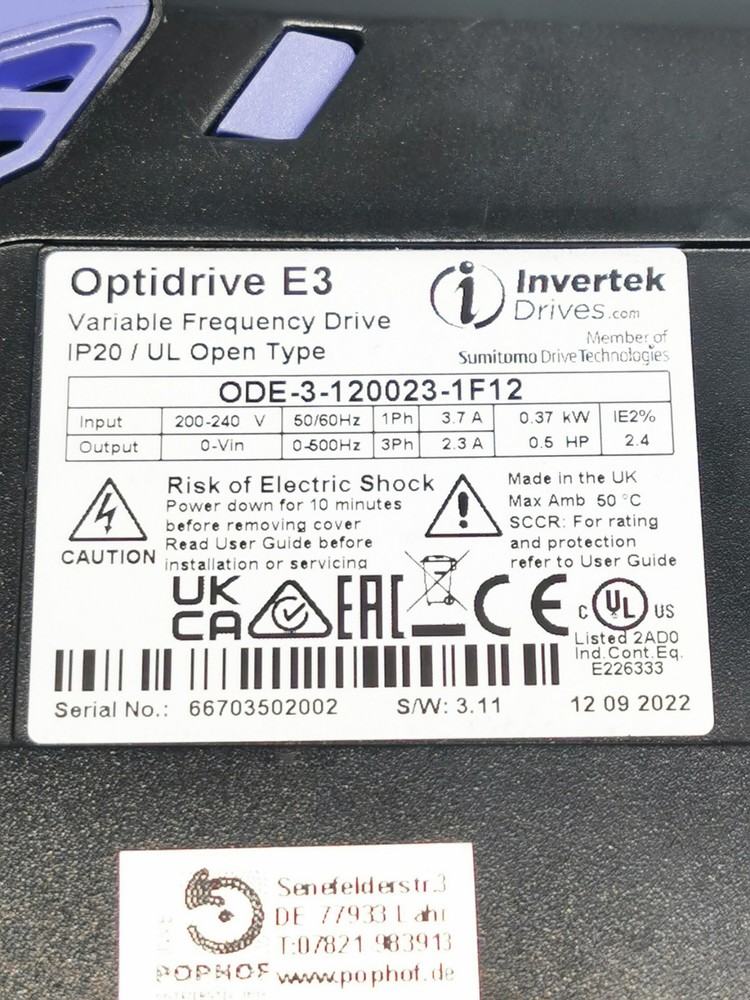 Optidrive E3
Invertek
Drives.com
Variable Frequency Drive
IP20 / UL Open Type
Member of
Sumitomo Drive Technologies
ODE-3-120023-1F12
Input 200-240 V 50/60Hz 1Ph 3.7 A 0.37 kW IE2%
Output 0-Vin 0-500Hz 3Ph 2.3 A 0.5 HP 2.4
Risk of Electric Shock
Power down for 10 minutes
before removing cover
Read User Guide before
installation or servicing
CAUTION
Made in the UK
Max Amb 50 °C
SCCR: For rating
and protection
refer to User Guide
UK
CA
EAC
CE
C UL US
Listed 2AD0
Ind.Cont.Eq.
E226333
Serial No.: 66703502002 S/W: 3.11 12 09 2022
Senefelderstr.3
DE 77933 Lahr
T:07821 983913
POPHOF www.pophof.de